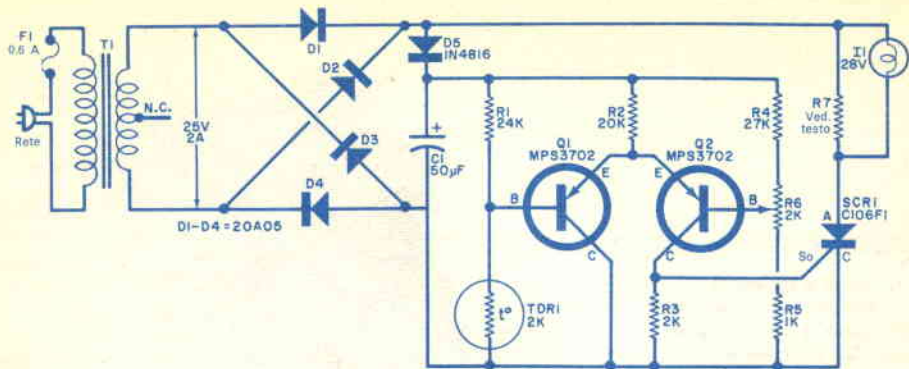 F1
0,6 A
T1
Rete
N.C.
25V
2A
D1
D2
D3
D4
D1-D4=20A05
D5
1N4816
+
C1
50µF
R1
24K
R2
20K
R4
27K
Q1
MPS3702
Q2
MPS3702
B
E
C
E
B
C
R6
2K
t°
TDR1
2K
R3
2K
R5
1K
I1
28V
R7
Ved.
testo
SCR1
C106F1
A
So
C